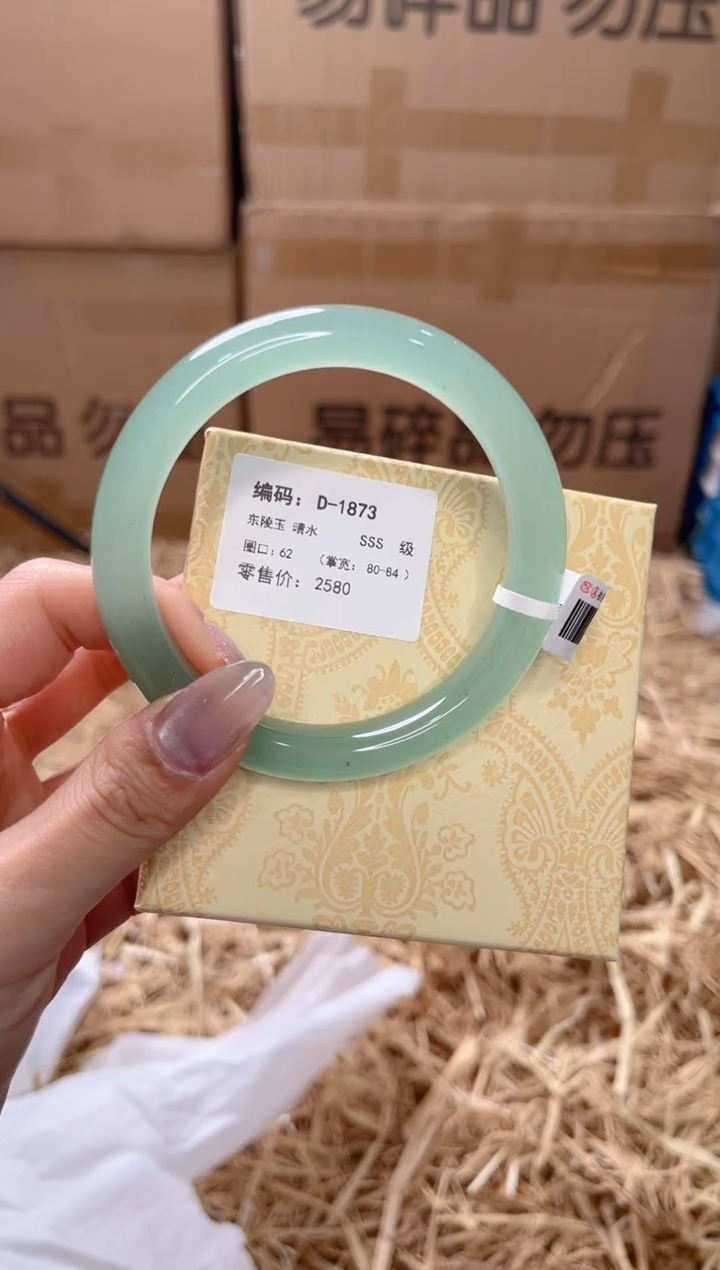 易碎品 勿压
品 勿
易碎品 勿压
编码: D-1873
东陵玉 晴水
SSS 级
圈口: 62 (掌宽: 80-84 )
零售价: 2580